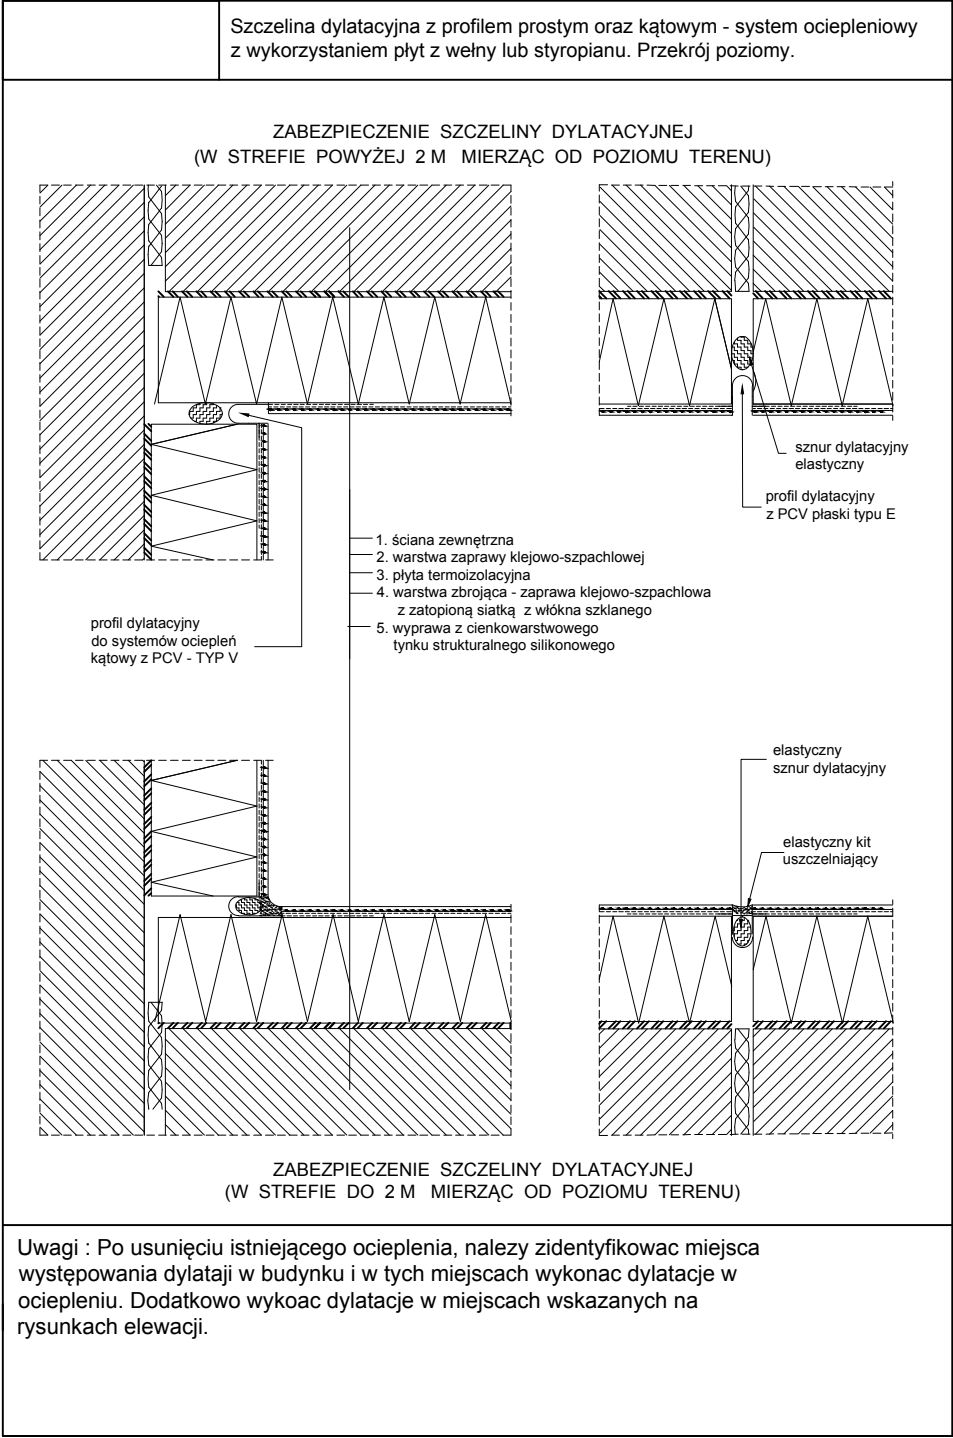 Szczelina dylatacyjna z profilem prostym oraz kątowym - system ociepleniowy
z wykorzystaniem płyt z wełny lub styropianu. Przekrój poziomy.
ZABEZPIECZENIE SZCZELINY DYLATACYJNEJ
(W STREFIE POWYŻEJ 2 M MIERZĄC OD POZIOMU TERENU)
sznur dylatacyjny
elastyczny
profil dylatacyjny
z PCV płaski typu E
1. ściana zewnętrzna
2. warstwa zaprawy klejowo-szpachlowej
3. płyta termoizolacyjna
4. warstwa zbrojąca - zaprawa klejowo-szpachlowa
z zatopioną siatką z włókna szklanego
5. wyprawa z cienkowarstwowego
tynku strukturalnego silikonowego
profil dylatacyjny
do systemów ociepleń
kątowy z PCV - TYP V
elastyczny
sznur dylatacyjny
elastyczny kit
uszczelniający
ZABEZPIECZENIE SZCZELINY DYLATACYJNEJ
(W STREFIE DO 2 M MIERZĄC OD POZIOMU TERENU)
Uwagi : Po usunięciu istniejącego ocieplenia, nalezy zidentyfikowac miejsca
występowania dylataji w budynku i w tych miejscach wykonac dylatacje w
ociepleniu. Dodatkowo wykoac dylatacje w miejscach wskazanych na
rysunkach elewacji.